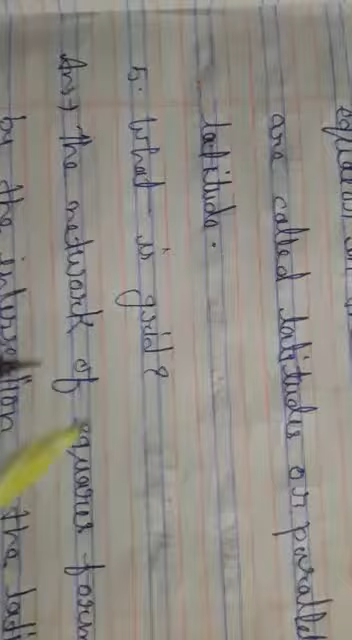 are called latitudes or parallel
latitude.
5. What is grid?
Ans→ The network of squares form
by the intersection the lati